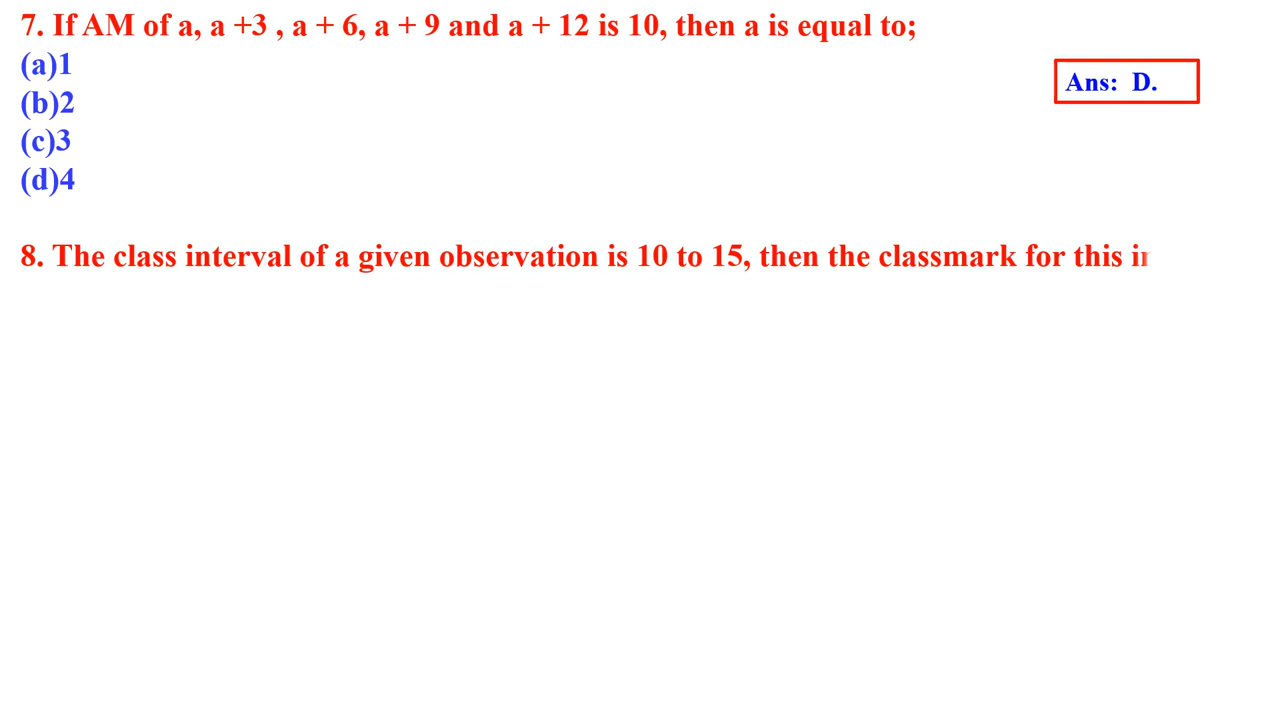 7. If AM of a, a +3 , a + 6, a + 9 and a + 12 is 10, then a is equal to;
(a)1
Ans: D.
(b)2
(c)3
(d)4
8. The class interval of a given observation is 10 to 15, then the classmark for this